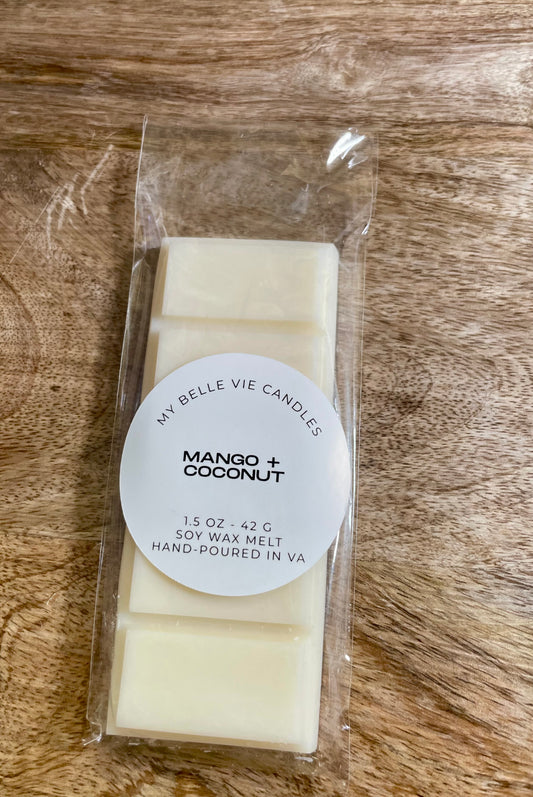 MY BELLE VIE CANDLES
MANGO +
COCONUT
1.5 OZ - 42 G
SOY WAX MELT
HAND-POURED IN VA